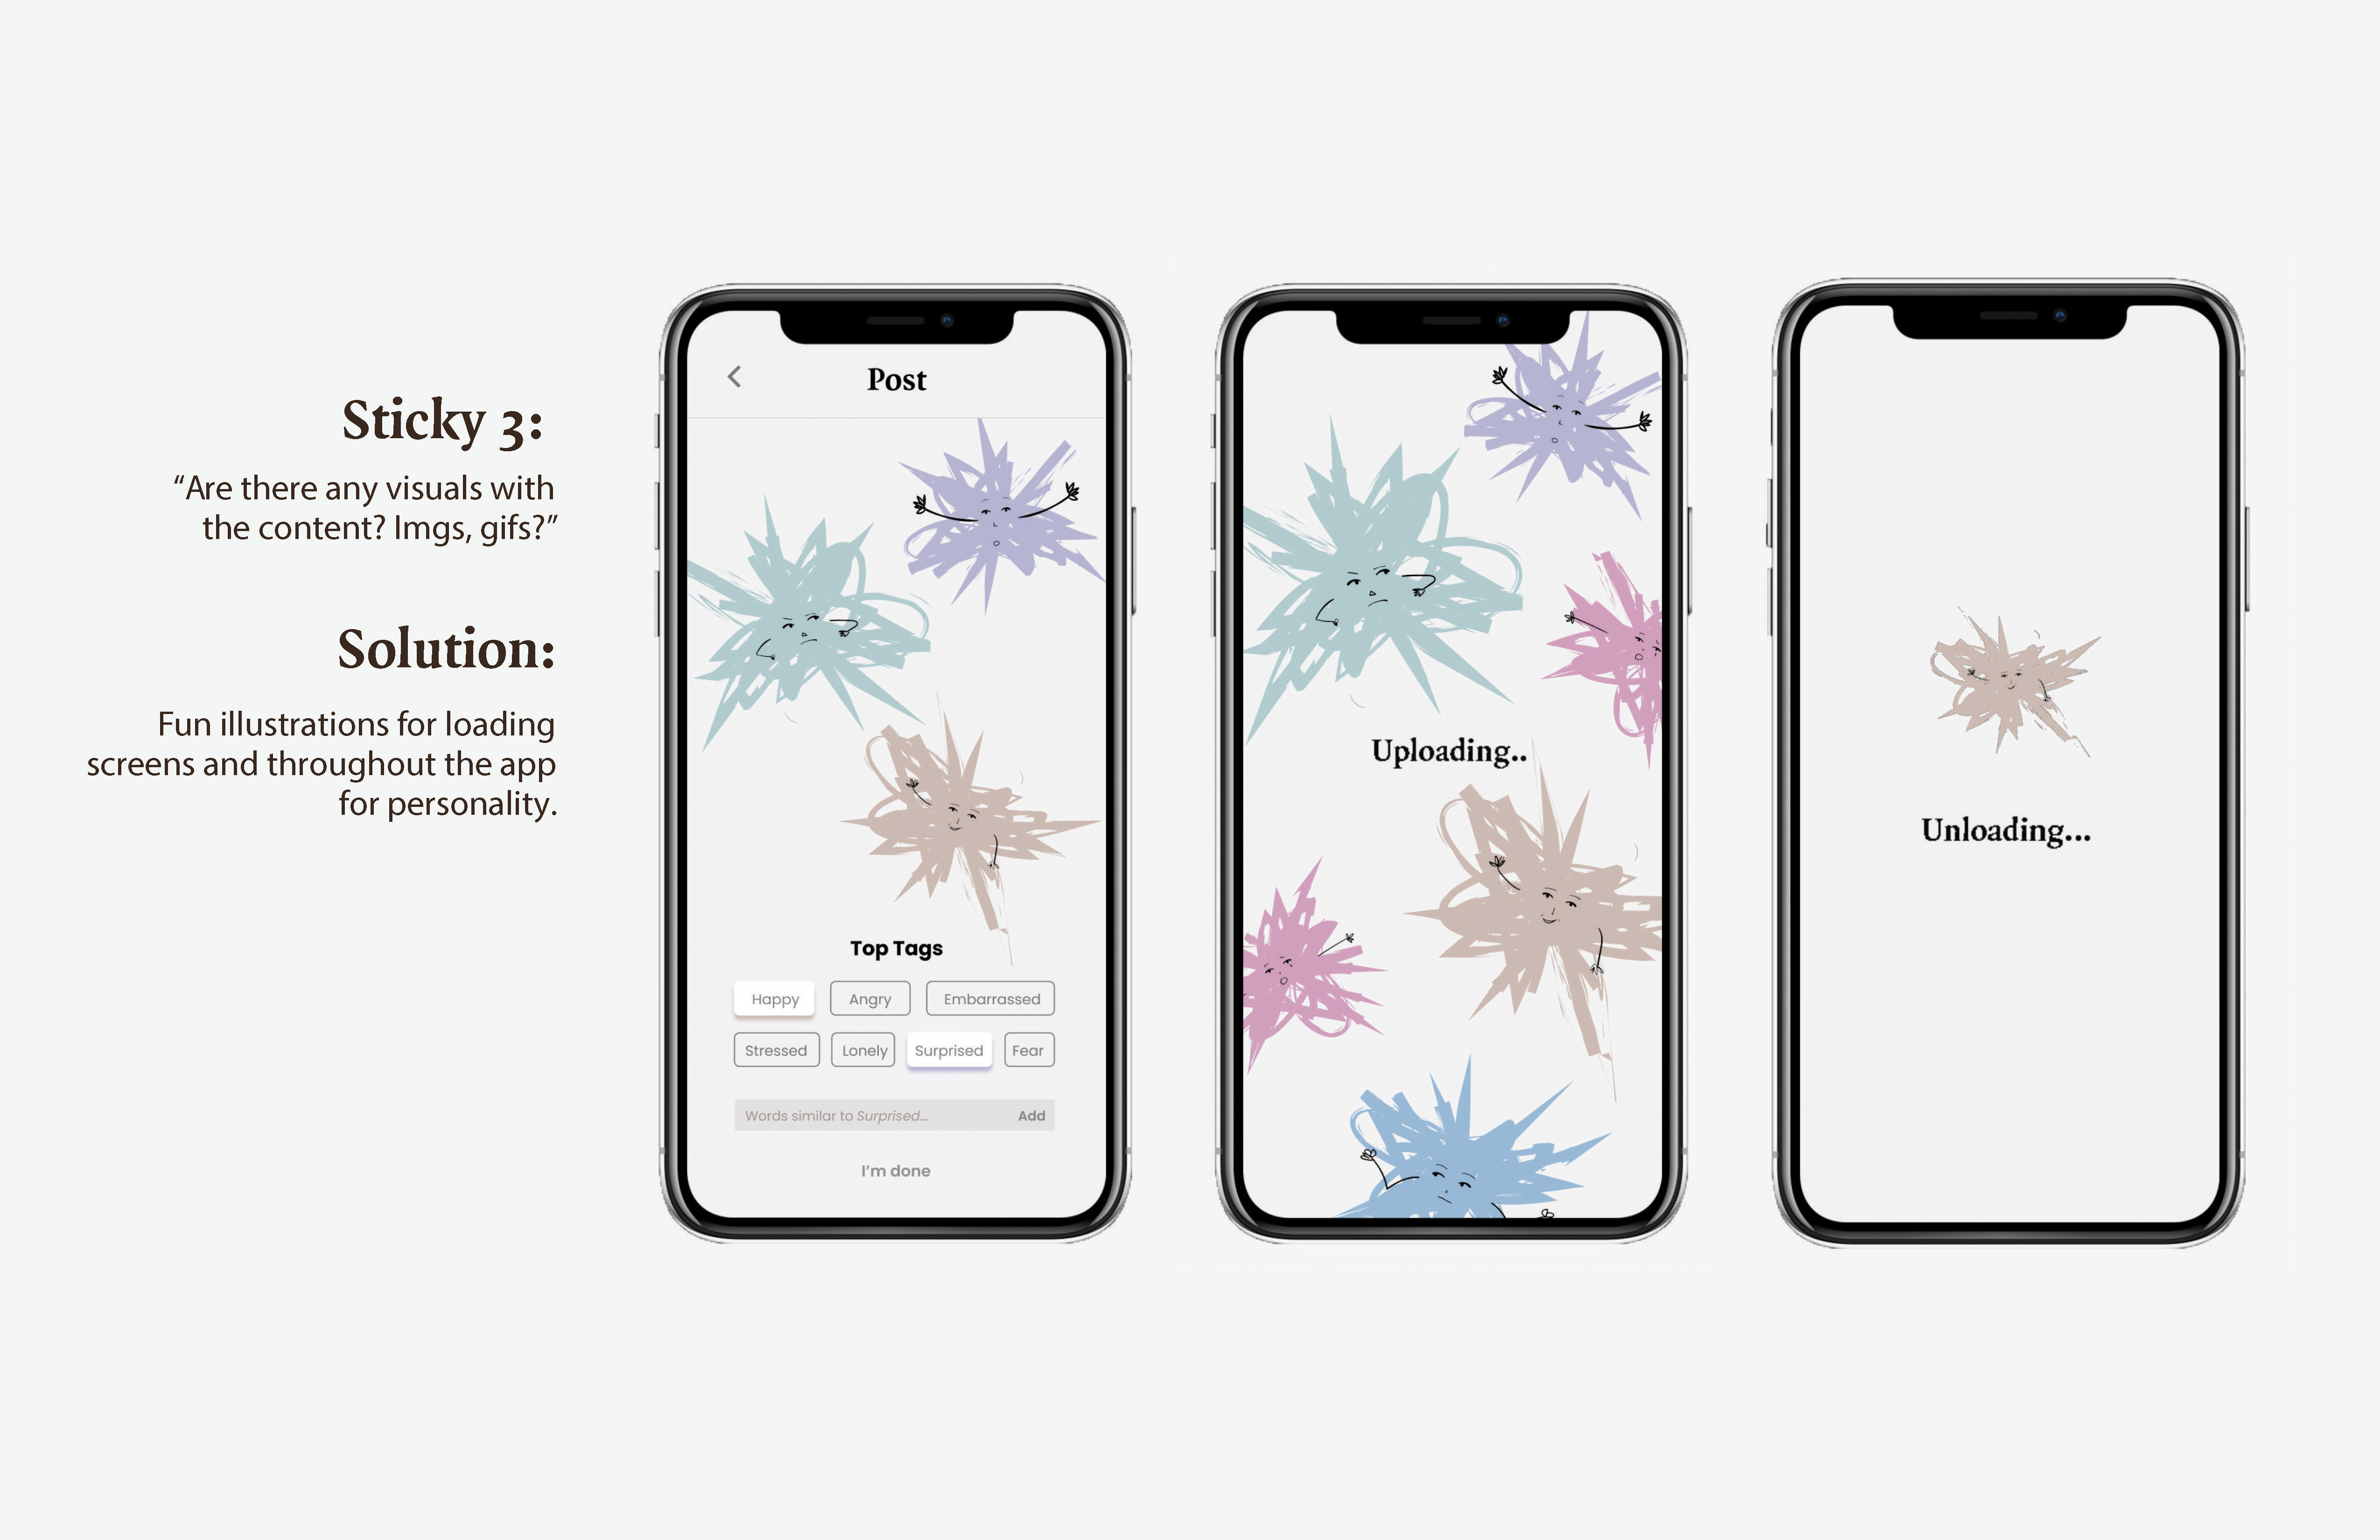 Sticky 3:
“Are there any visuals with
the content? Imgs, gifs?”
Solution:
Fun illustrations for loading
screens and throughout the app
for personality.
Post
Top Tags
Happy
Angry
Embarrassed
Stressed
Lonely
Surprised
Fear
Words similar to Surprised... Add
I'm done
Uploading..
Unloading...